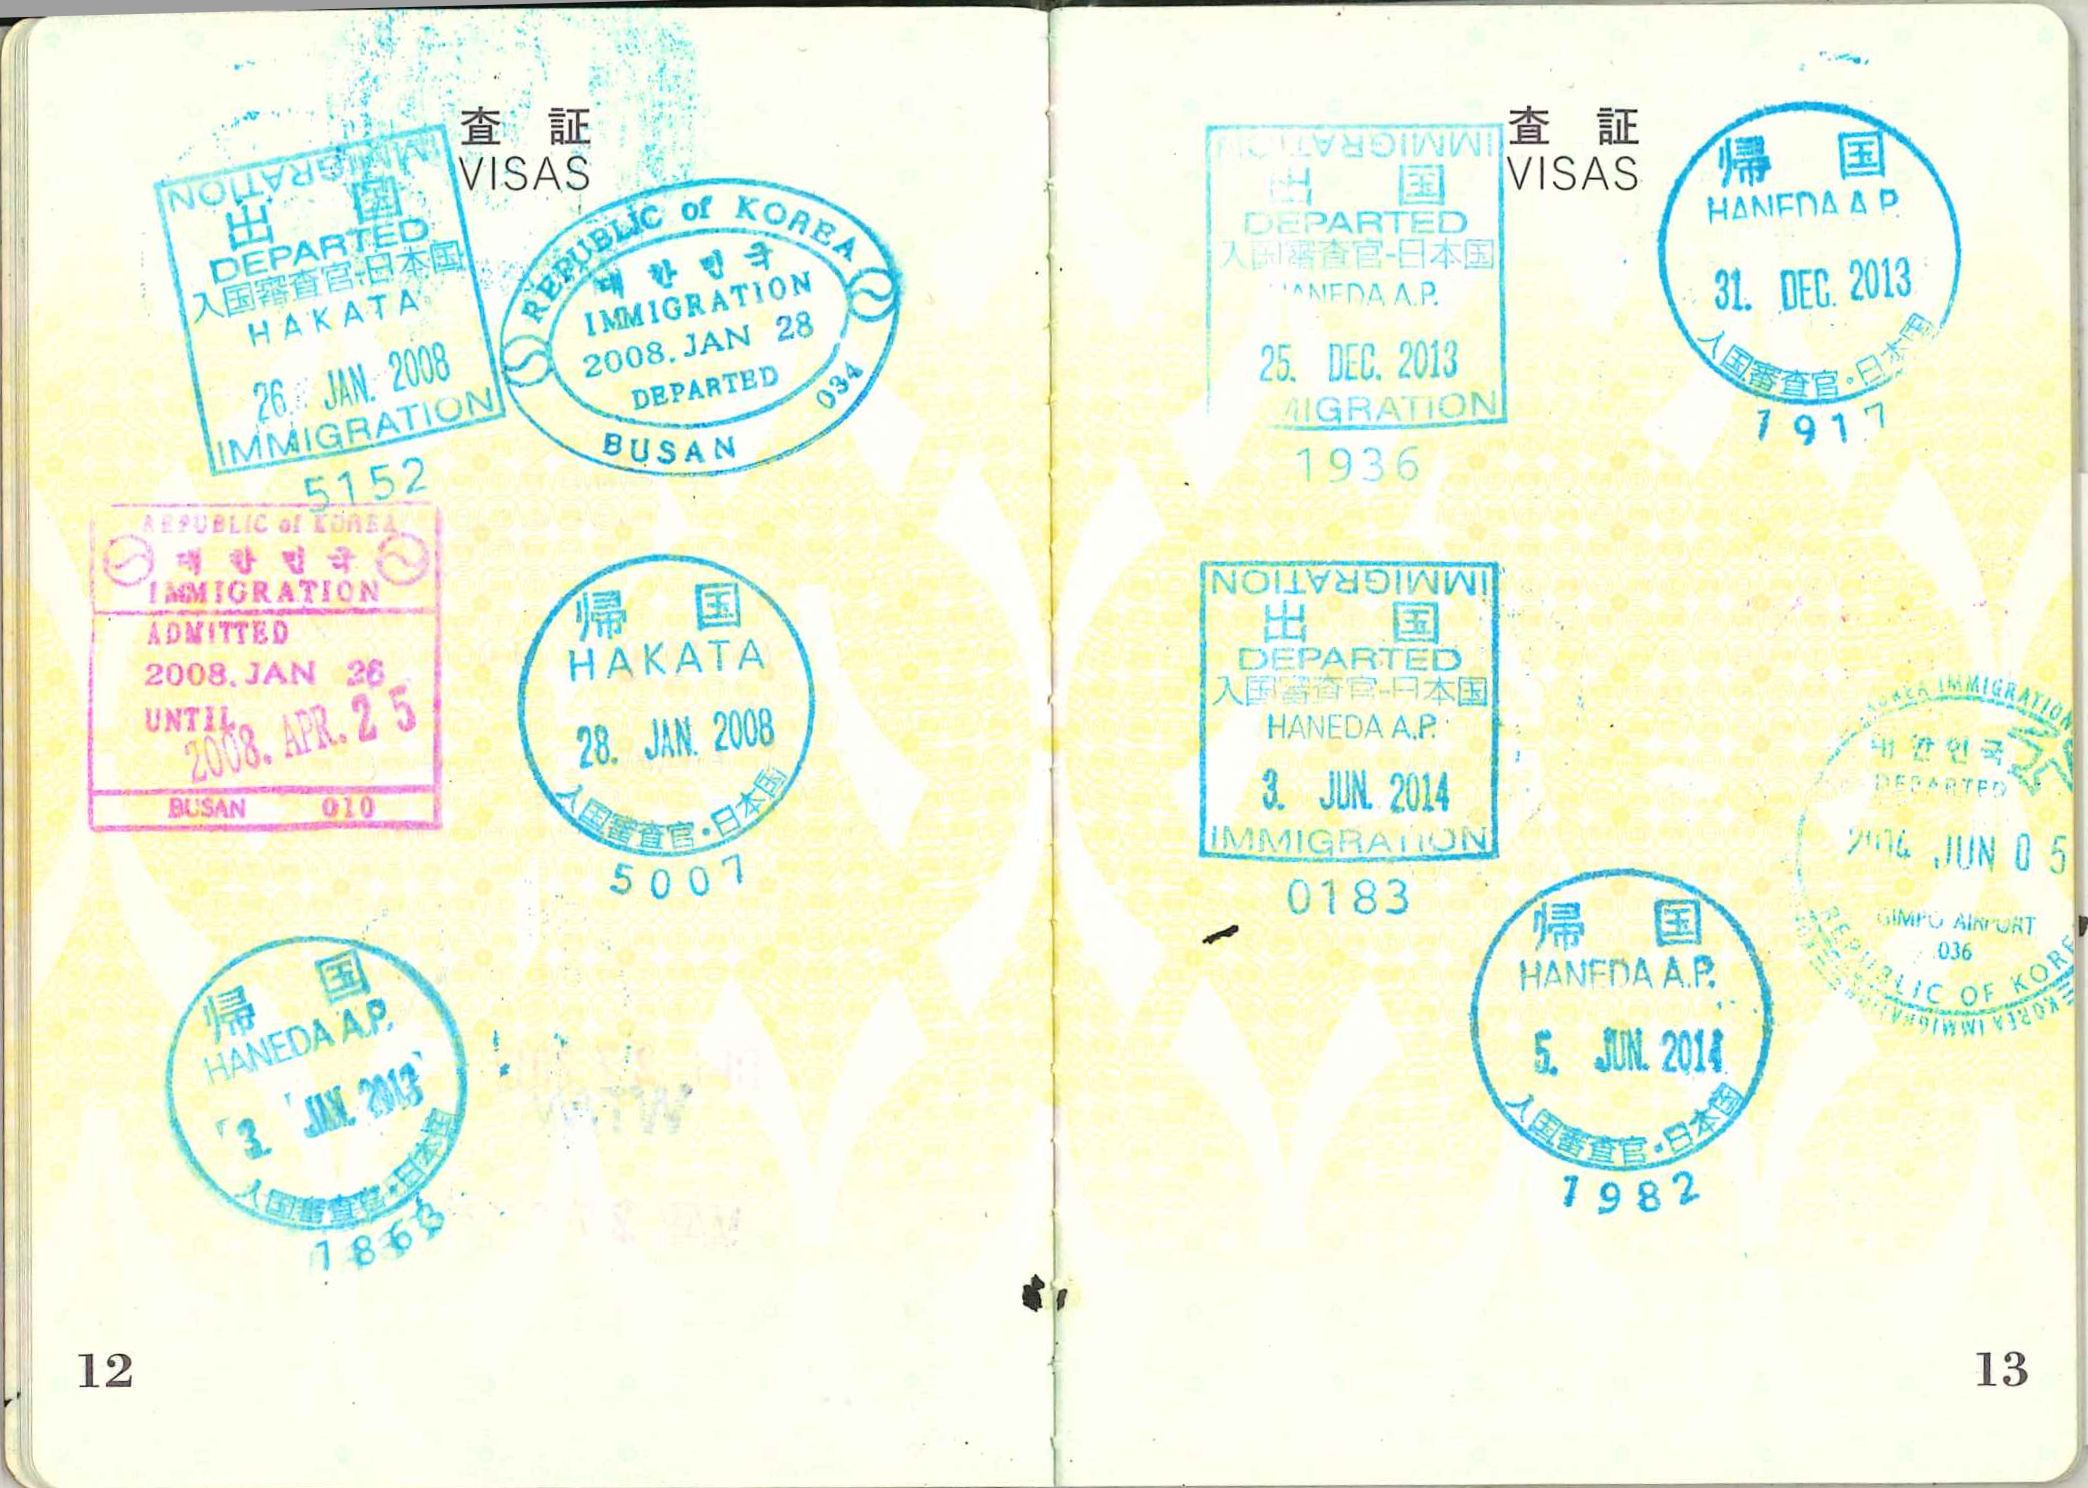 査 証
VISAS
IMMIGRATION
出 国
DEPARTED
入国審査官-日本国
HAKATA
26. JAN. 2008
IMMIGRATION
5152
REPUBLIC of KOREA
대한민국
IMMIGRATION
2008. JAN 28
DEPARTED
034
BUSAN
REPUBLIC of KOREA
대한민국
IMMIGRATION
ADMITTED
2008. JAN 26
UNTIL
2008. APR. 25
BUSAN 010
帰 国
HAKATA
28. JAN. 2008
入国審査官・日本国
5007
帰 国
HANEDA A.P.
3. JAN. 2013
入国審査官・日本国
12
査 証
VISAS
IMMIGRATION
出 国
DEPARTED
入国審査官-日本国
HANEDA A.P.
25. DEC. 2013
IMMIGRATION
1936
帰 国
HANEDA A.P.
31. DEC. 2013
入国審査官・日本国
1917
IMMIGRATION
出 国
DEPARTED
入国審査官-日本国
HANEDA A.P.
3. JUN. 2014
IMMIGRATION
0183
KOREA IMMIGRATION
대한민국
DEPARTED
2014 JUN 05
GIMPO AIRPORT
036
REPUBLIC OF KORE
KOREA IMMIGRATION
帰 国
HANEDA A.P.
5. JUN. 2014
入国審査官・日本国
1982
13